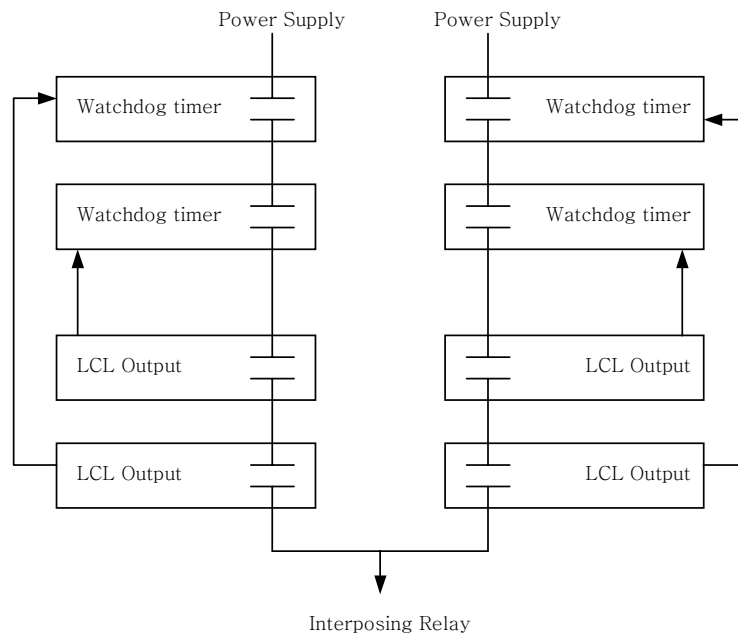 Power Supply
Power Supply
Watchdog timer
Watchdog timer
Watchdog timer
Watchdog timer
LCL Output
LCL Output
LCL Output
LCL Output
Interposing Relay